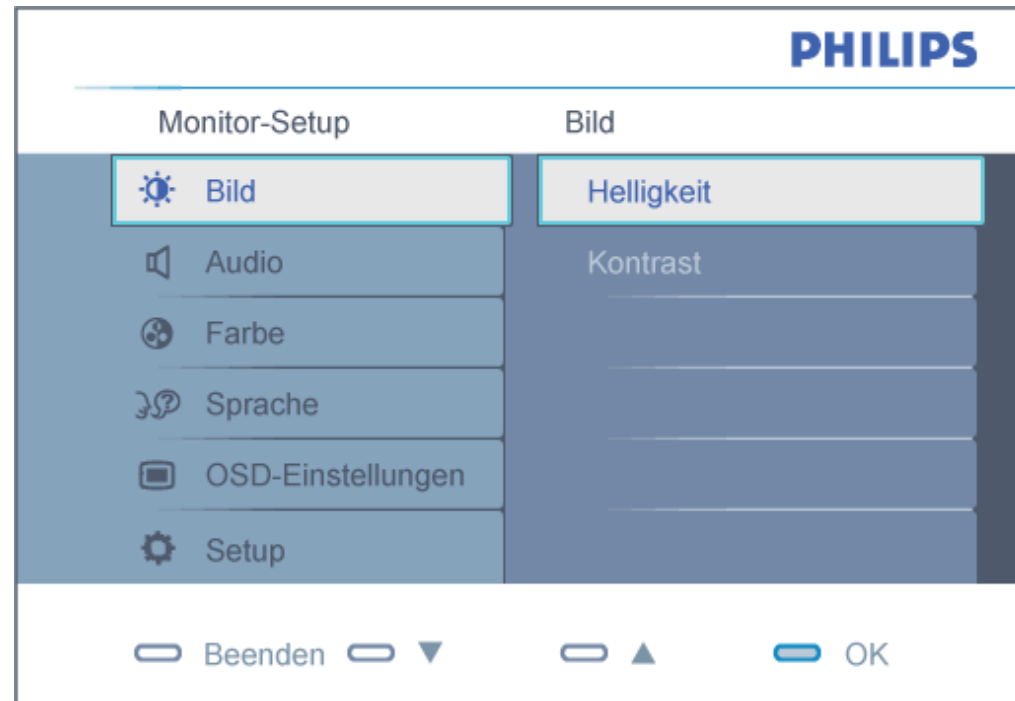 PHILIPS
Monitor-Setup Bild
Bild Helligkeit
Audio Kontrast
Farbe
Sprache
OSD-Einstellungen
Setup
Beenden ▼ ▲ OK